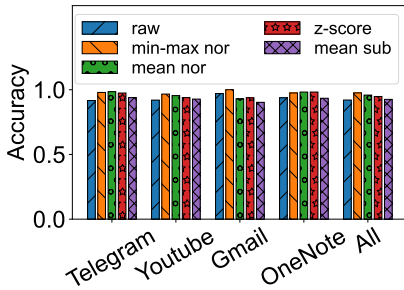 raw
min-max nor
mean nor
z-score
mean sub
Accuracy
1.0
0.5
0.0
Telegram
Youtube
Gmail
OneNote
All